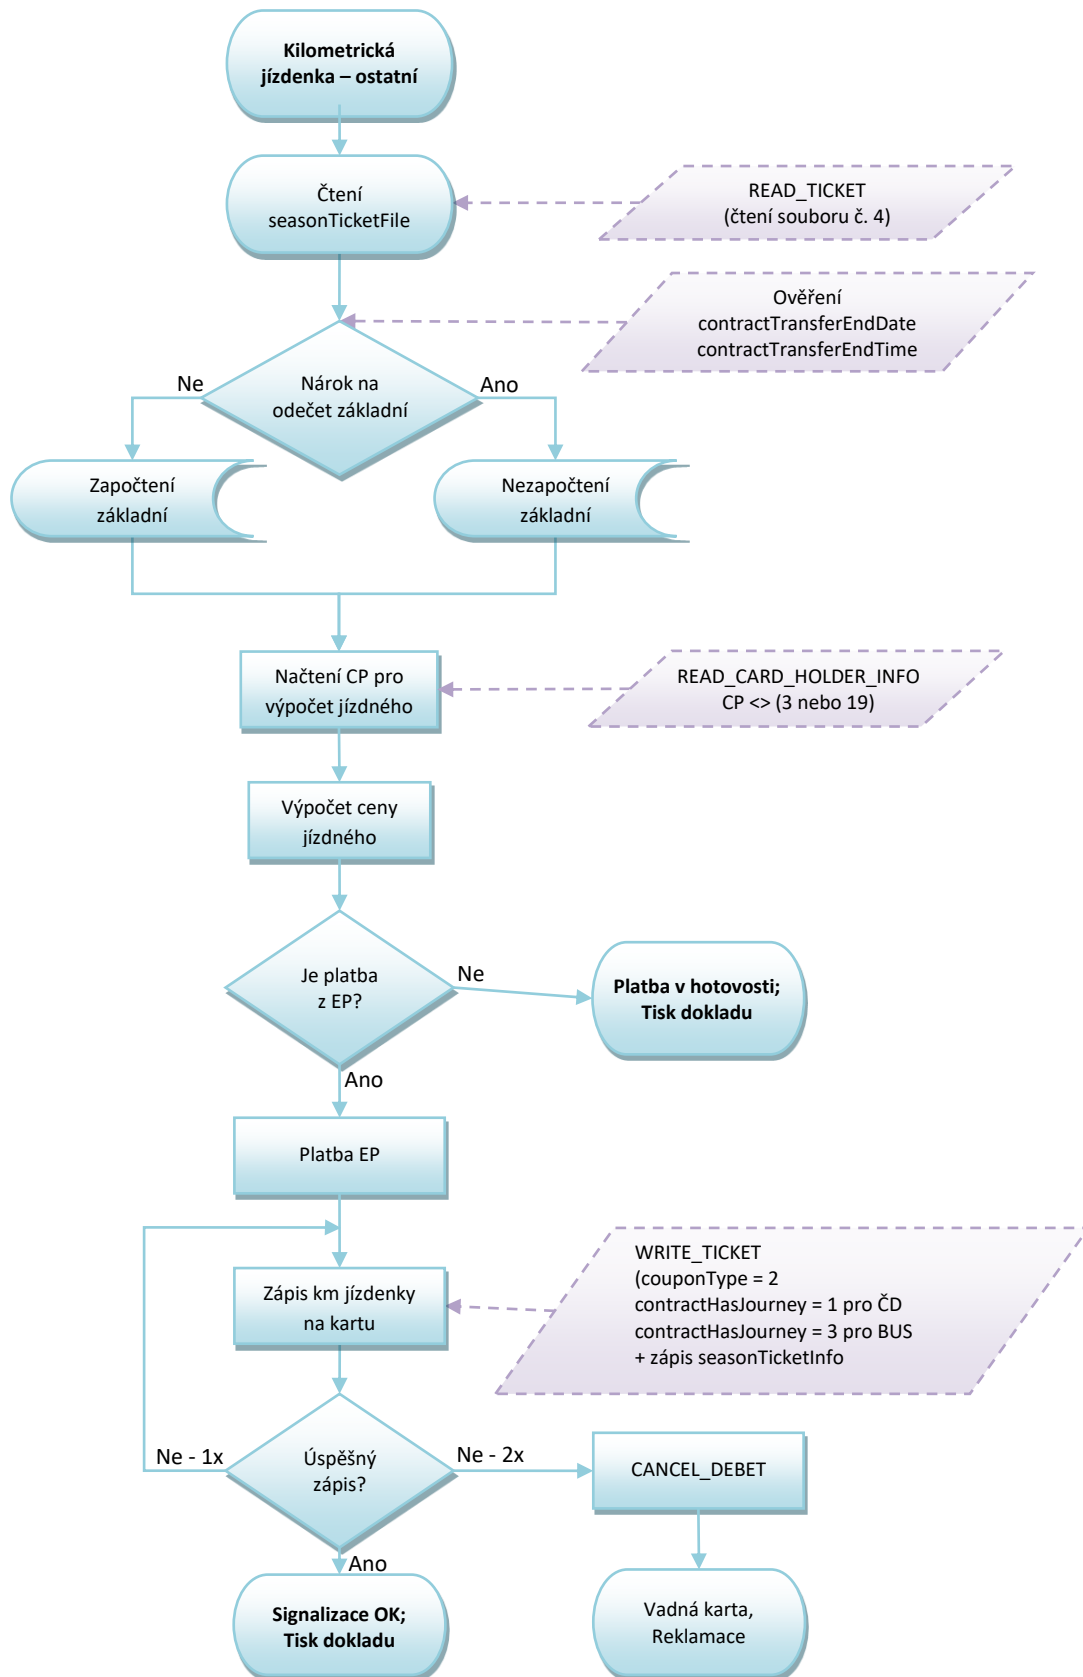 Kilometrická
jízdenka – ostatní
Čtení
seasonTicketFile
READ_TICKET
(čtení souboru č. 4)
Ověření
contractTransferEndDate
contractTransferEndTime
Ne
Nárok na
odečet základní
Ano
Započtení
základní
Nezapočtení
základní
Načtení CP pro
výpočet jízdného
READ_CARD_HOLDER_INFO
CP <> (3 nebo 19)
Výpočet ceny
jízdného
Je platba
z EP?
Ne
Platba v hotovosti;
Tisk dokladu
Ano
Platba EP
WRITE_TICKET
(couponType = 2
contractHasJourney = 1 pro ČD
contractHasJourney = 3 pro BUS
+ zápis seasonTicketInfo
Zápis km jízdenky
na kartu
Ne - 1x
Úspěšný
zápis?
Ne - 2x
CANCEL_DEBET
Ano
Signalizace OK;
Tisk dokladu
Vadná karta,
Reklamace